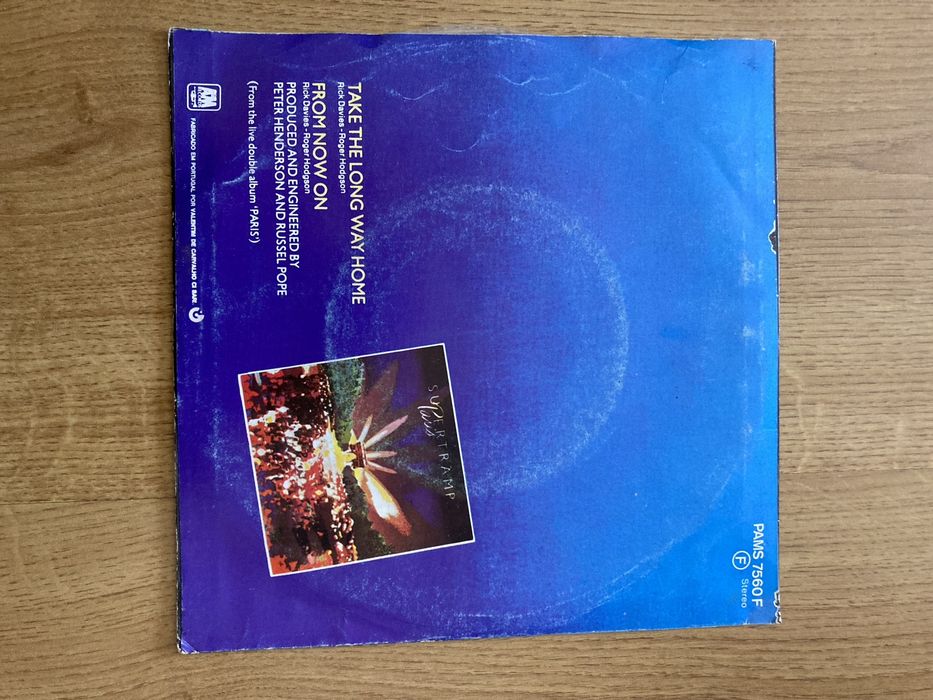 PAMS 7560 F
F Stereo
SUPERTRAMP
Paris
TAKE THE LONG WAY HOME
Rick Davies - Roger Hodgson
FROM NOW ON
Rick Davies - Roger Hodgson
PRODUCED AND ENGINEERED BY
PETER HENDERSON AND RUSSEL POPE
(From the live double album 'PARIS')
FABRICADO EM PORTUGAL POR VALENTIM DE CARVALHO CI SARL